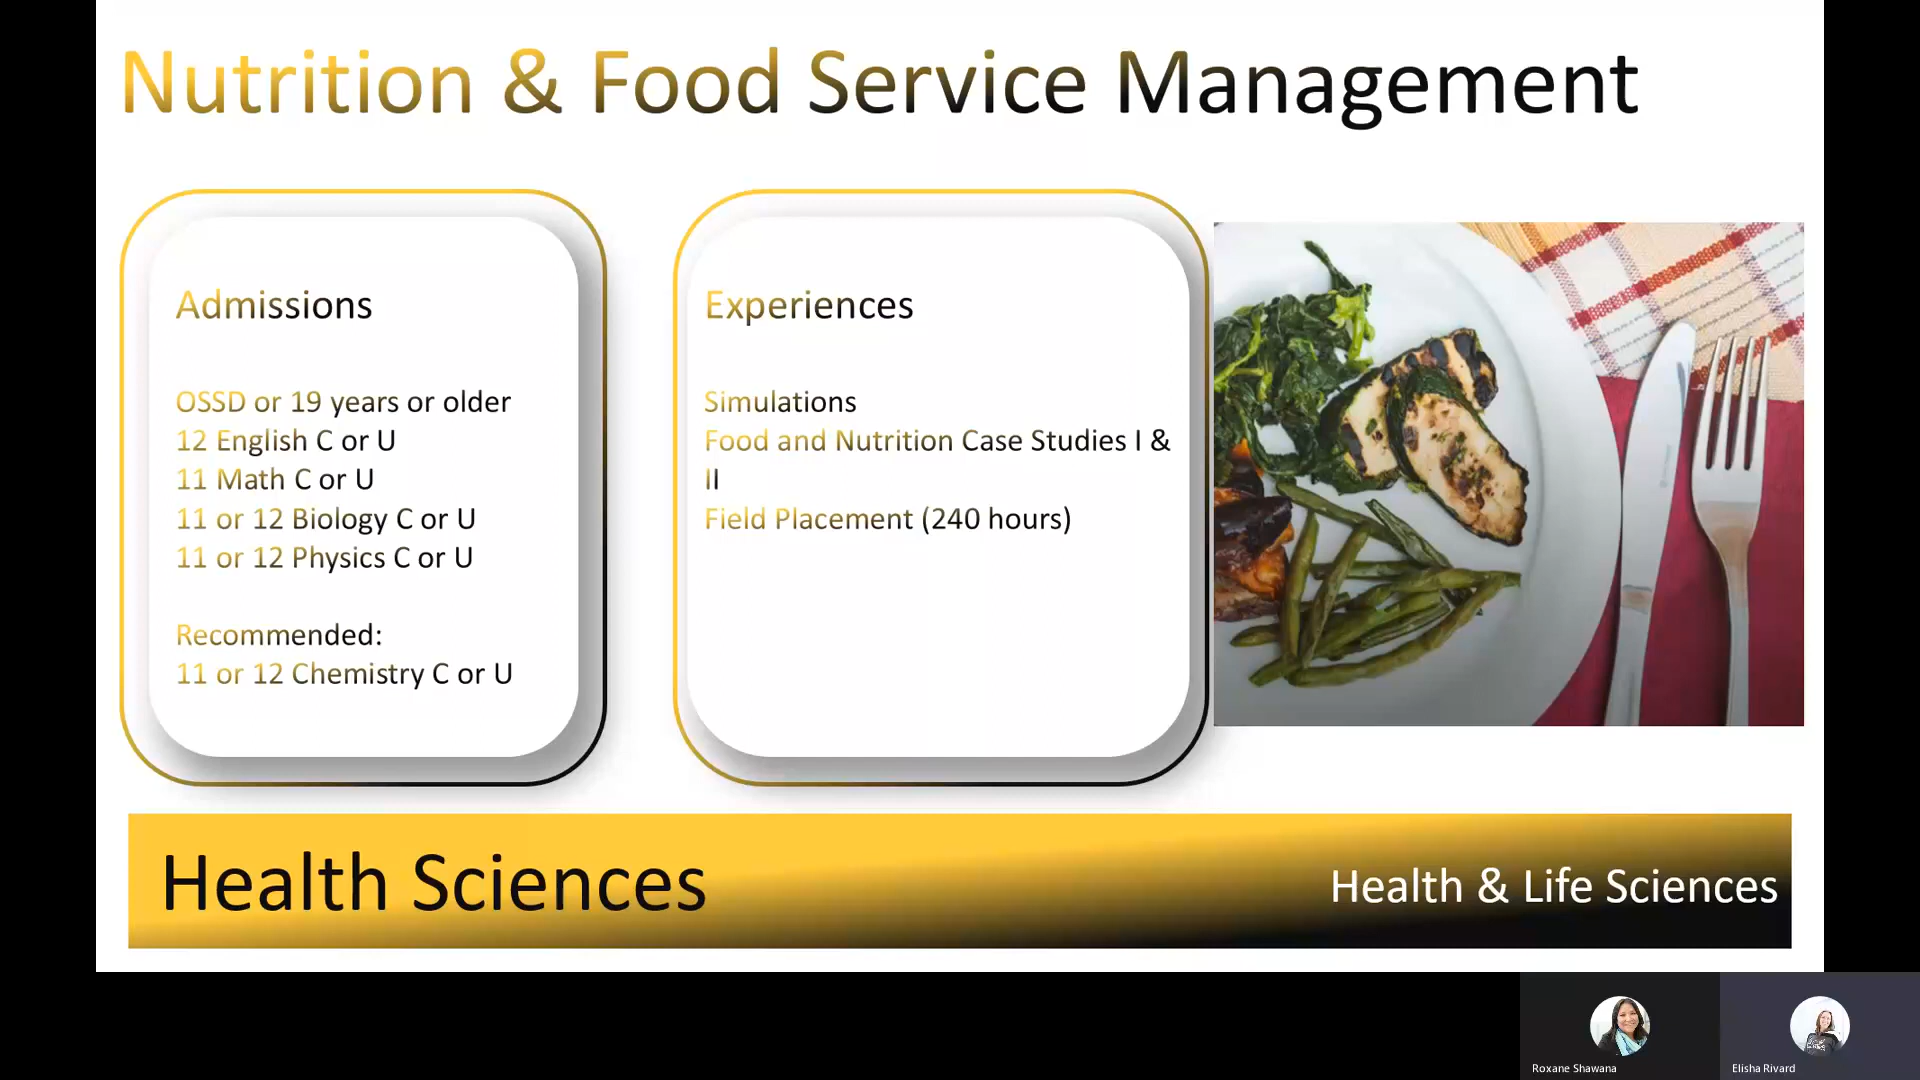 Nutrition & Food Service Management
Admissions
OSSD or 19 years or older
12 English C or U
11 Math C or U
11 or 12 Biology C or U
11 or 12 Physics C or U
Recommended:
11 or 12 Chemistry C or U
Experiences
Simulations
Food and Nutrition Case Studies I &
II
Field Placement (240 hours)
Health Sciences
Health & Life Sciences
Roxane Shawana
Elisha Rivard